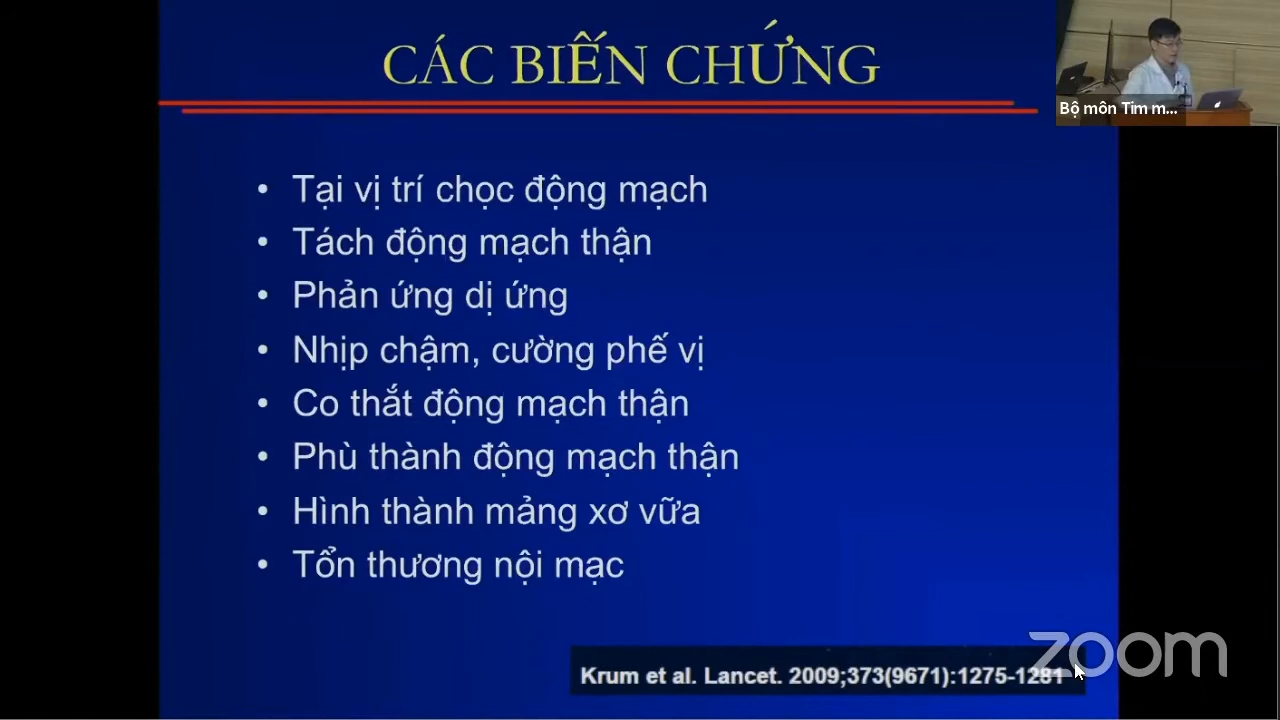 CÁC BIẾN CHỨNG
Bộ môn Tim m...
• Tại vị trí chọc động mạch
• Tách động mạch thận
• Phản ứng dị ứng
• Nhịp chậm, cường phế vị
• Co thắt động mạch thận
• Phù thành động mạch thận
• Hình thành mảng xơ vữa
• Tổn thương nội mạc
zoom
Krum et al. Lancet. 2009;373(9671):1275-1281